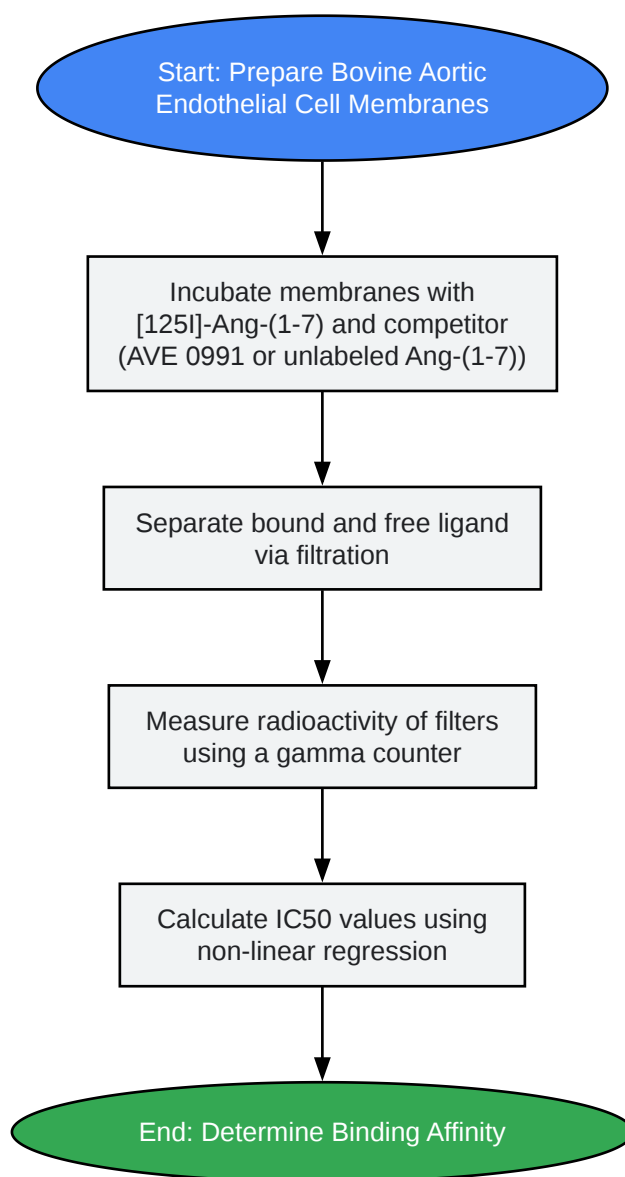 Start: Prepare Bovine Aortic
Endothelial Cell Membranes
Incubate membranes with
[125I]-Ang-(1-7) and competitor
(AVE 0991 or unlabeled Ang-(1-7))
Separate bound and free ligand
via filtration
Measure radioactivity of filters
using a gamma counter
Calculate IC50 values using
non-linear regression
End: Determine Binding Affinity